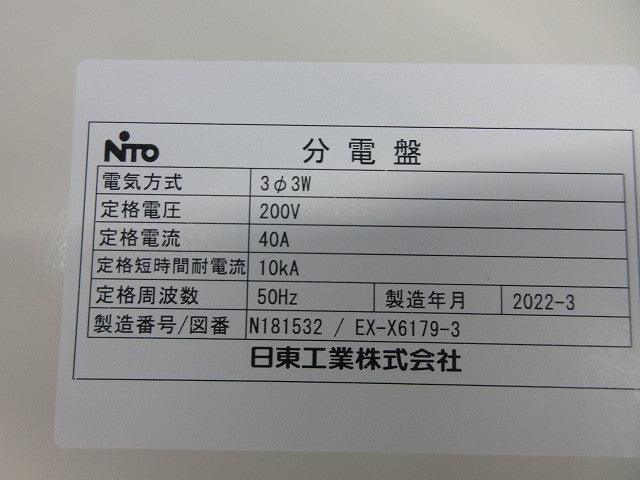 NITO 分電盤
電気方式 3φ3W
定格電圧 200V
定格電流 40A
定格短時間耐電流 10kA
定格周波数 50Hz 製造年月 2022-3
製造番号/図番 N181532 / EX-X6179-3
日東工業株式会社